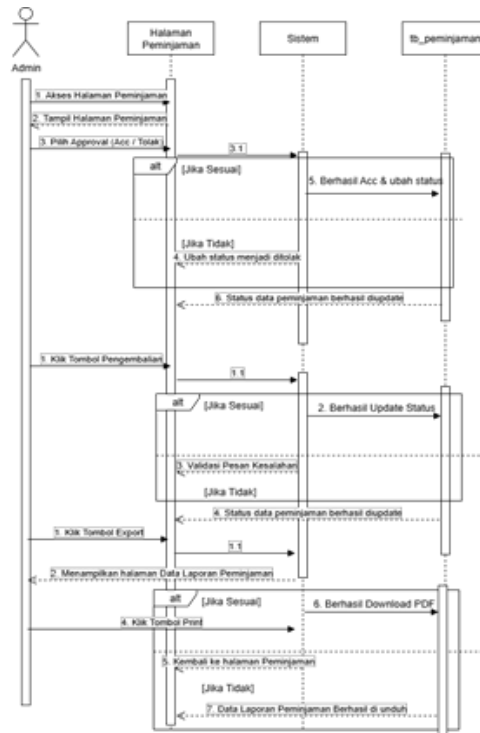 Halaman
Peminjaman
Sistem
tb_peminjaman
Admin
1. Akses Halaman Peminjaman
2. Tampil Halaman Peminjaman
3. Pilih Approval (Acc / Tolak)
3.1
alt
[Jika Sesuai]
5. Berhasil Acc & ubah status
[Jika Tidak]
4. Ubah status menjadi ditolak
6. Status data peminjaman berhasil diupdate
1. Klik Tombol Pengembalian
1.1
alt
[Jika Sesuai]
2. Berhasil Update Status
3. Validasi Pesan Kesalahan
[Jika Tidak]
4. Status data peminjaman berhasil diupdate
1. Klik Tombol Export
1.1
2. Menampilkan halaman Data Laporan Peminjaman
alt
[Jika Sesuai]
6. Berhasil Download PDF
4. Klik Tombol Print
5. Kembali ke halaman Peminjaman
[Jika Tidak]
7. Data Laporan Peminjaman Berhasil di unduh